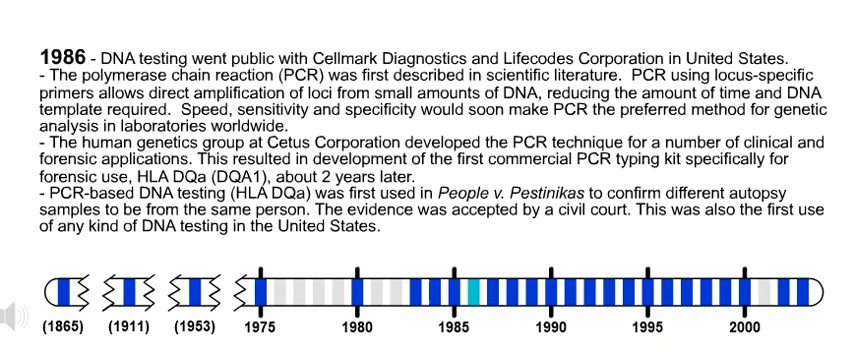 1986 - DNA testing went public with Cellmark Diagnostics and Lifecodes Corporation in United States.
- The polymerase chain reaction (PCR) was first described in scientific literature.  PCR using locus-specific
primers allows direct amplification of loci from small amounts of DNA, reducing the amount of time and DNA
template required.  Speed, sensitivity and specificity would soon make PCR the preferred method for genetic
analysis in laboratories worldwide.
- The human genetics group at Cetus Corporation developed the PCR technique for a number of clinical and
forensic applications. This resulted in development of the first commercial PCR typing kit specifically for
forensic use, HLA DQa (DQA1), about 2 years later.
- PCR-based DNA testing (HLA DQa) was first used in People v. Pestinikas to confirm different autopsy
samples to be from the same person. The evidence was accepted by a civil court. This was also the first use
of any kind of DNA testing in the United States.
(1865) (1911) (1953) 1975 1980 1985 1990 1995 2000